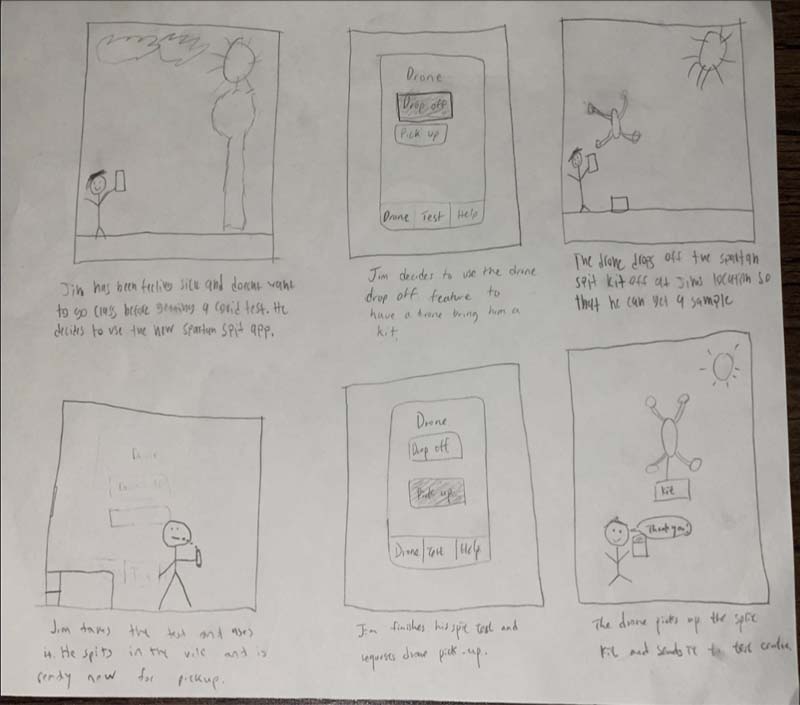 Jim has been feeling sick and doesnt want
to go class before getting a covid test. He
decides to use the new Spartan Spit app.
Drone
Drop off
Pick up
Drone Test Help
Jim decides to use the drone
drop off feature to
have a drone bring him a
kit.
The drone drops off the spartan
spit kit off at Jims location so
that he can get a sample
Jim takes the test and uses
it. He spits in the vile and is
ready now for pickup.
Drone
Drop off
Pick up
Drone Test Help
Jim finishes his spit test and
requests drone pick-up.
kit
Thank you!
The drone picks up the spit
kit and sends it to test